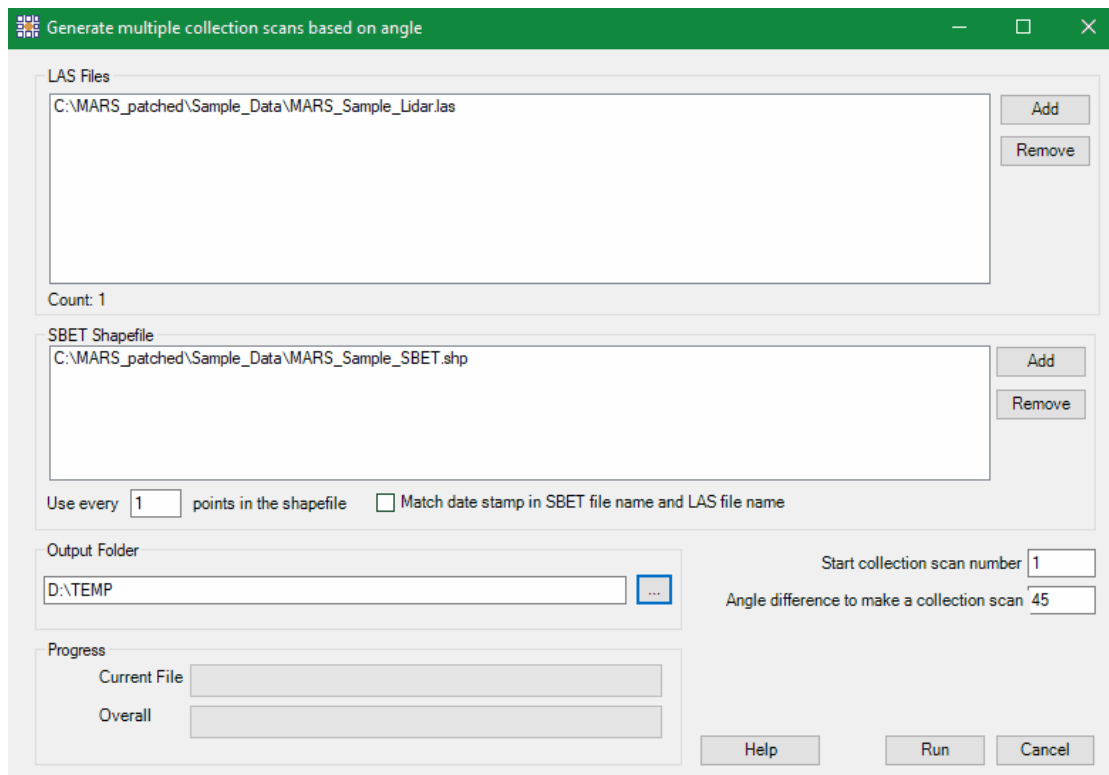 Generate multiple collection scans based on angle
LAS Files
C:\MARS_patched\Sample_Data\MARS_Sample_Lidar.las
Add
Remove
Count: 1
SBET Shapefile
C:\MARS_patched\Sample_Data\MARS_Sample_SBET.shp
Add
Remove
Use every 1 points in the shapefile Match date stamp in SBET file name and LAS file name
Output Folder
D:\TEMP ...
Start collection scan number 1
Angle difference to make a collection scan 45
Progress
Current File
Overall
Help Run Cancel